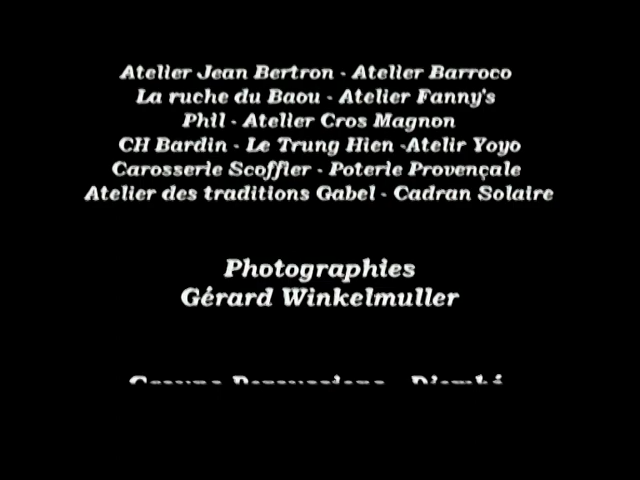 Atelier Jean Bertron - Atelier Barroco
La ruche du Baou - Atelier Fanny's
Phil - Atelier Cros Magnon
CH Bardin - Le Trung Hien -Atelir Yoyo
Carosserie Scoffier - Poterie Provençale
Atelier des traditions Gabel - Cadran Solaire
Photographies
Gérard Winkelmuller